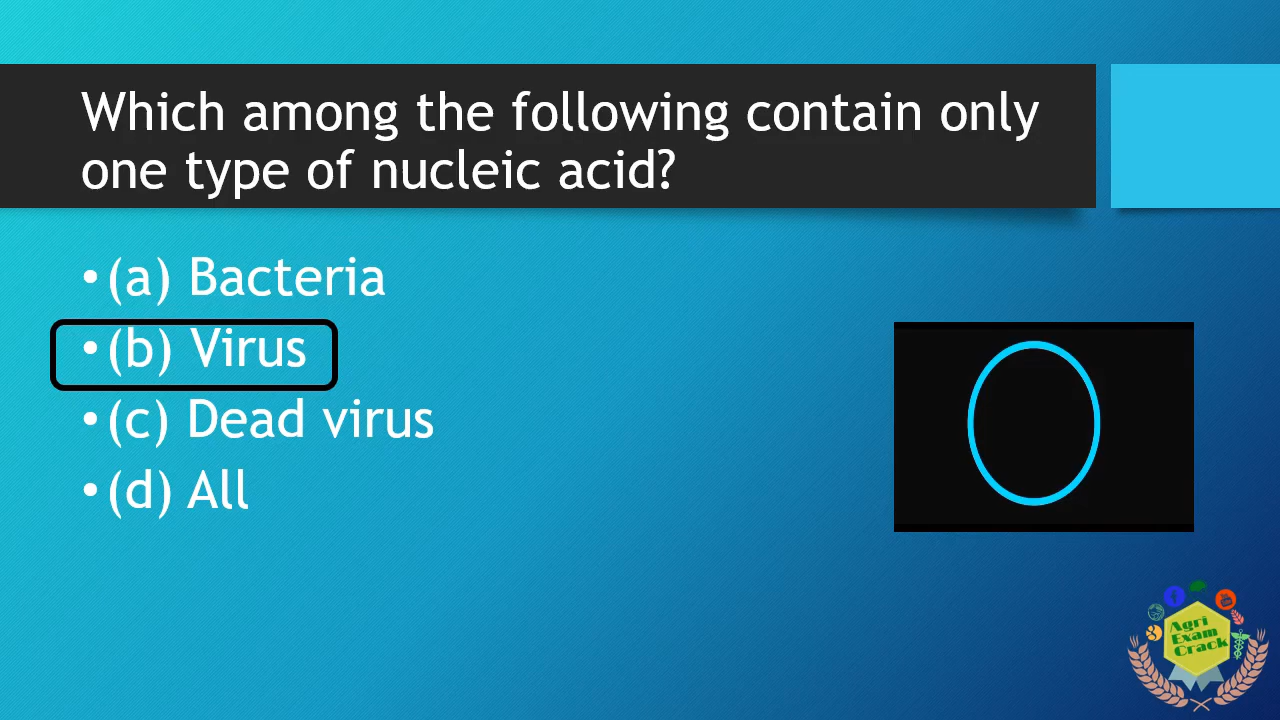 Which among the following contain only
one type of nucleic acid?
•(a) Bacteria
•(b) Virus
•(c) Dead virus
•(d) All
Agri
Exam
Crack